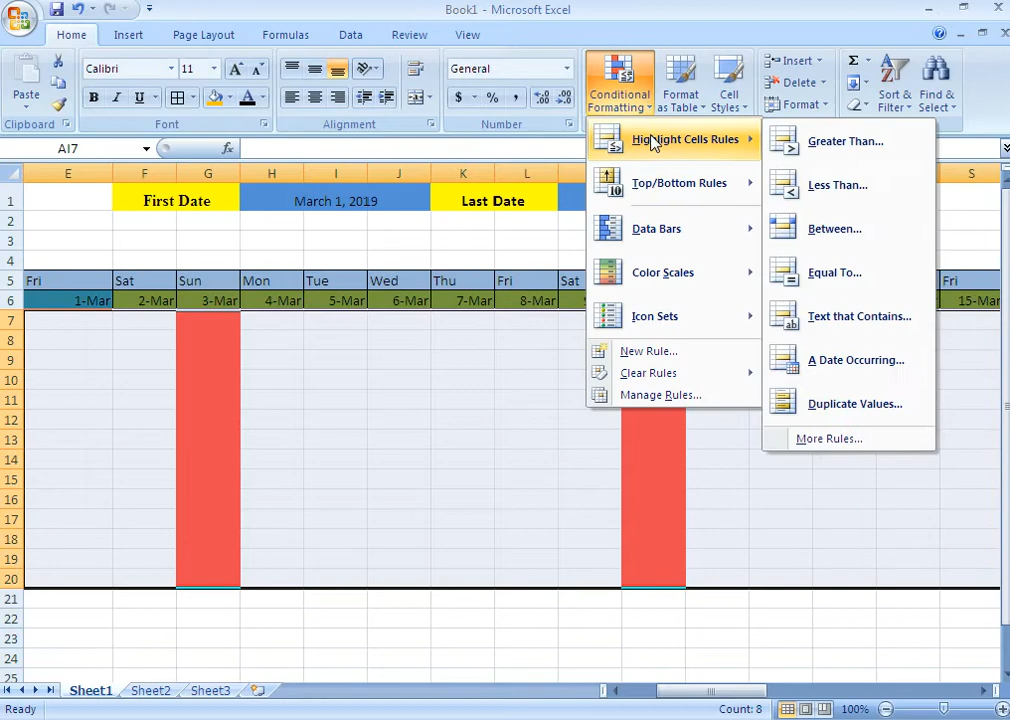 Book1 - Microsoft Excel
Home Insert Page Layout Formulas Data Review View
Paste Calibri 11 General Conditional Formatting Format as Table Cell Styles Insert Delete Format Sort & Filter Find & Select
B I U A $ % ,
Clipboard Font Alignment Number
AI7 fx
Highlight Cells Rules
Top/Bottom Rules
Data Bars
Color Scales
Icon Sets
New Rule...
Clear Rules
Manage Rules...
Greater Than...
Less Than...
Between...
Equal To...
Text that Contains...
A Date Occurring...
Duplicate Values...
More Rules...
E F G H I J K L S
1 First Date March 1, 2019 Last Date
2
3
4
5 Fri Sat Sun Mon Tue Wed Thu Fri Sat Fri
6 1-Mar 2-Mar 3-Mar 4-Mar 5-Mar 6-Mar 7-Mar 8-Mar 15-Mar
7
8
9
10
11
12
13
14
15
16
17
18
19
20
21
22
23
24
25
Sheet1 Sheet2 Sheet3
Ready Count: 8 100%